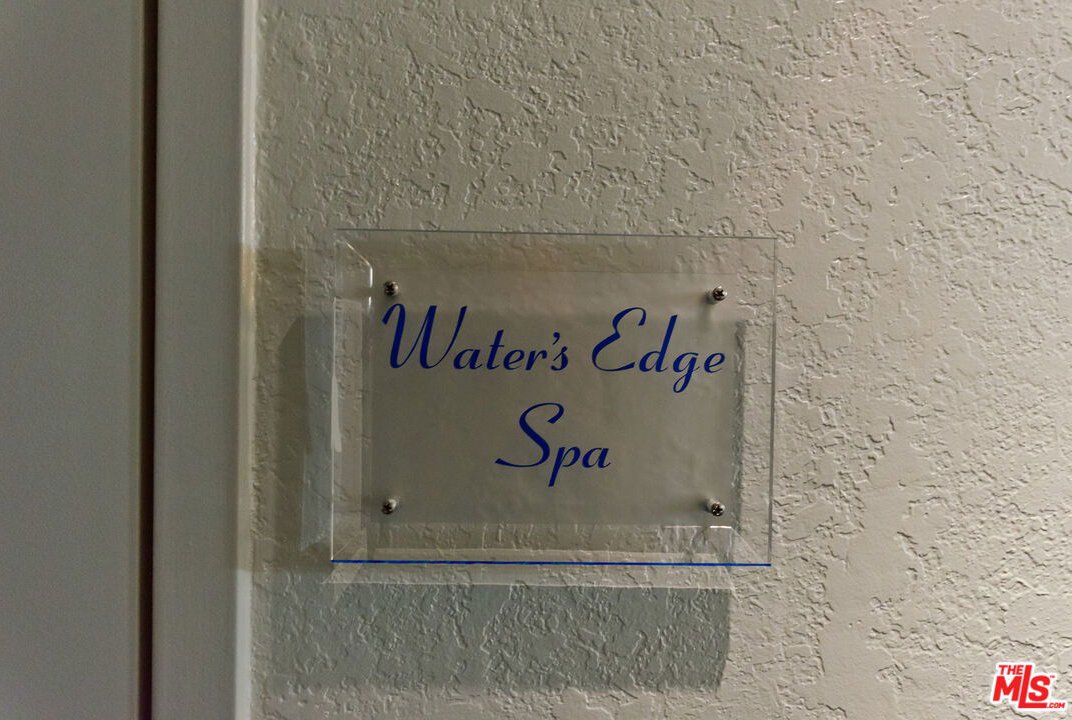 Water's Edge
Spa
THE
MLS
.COM